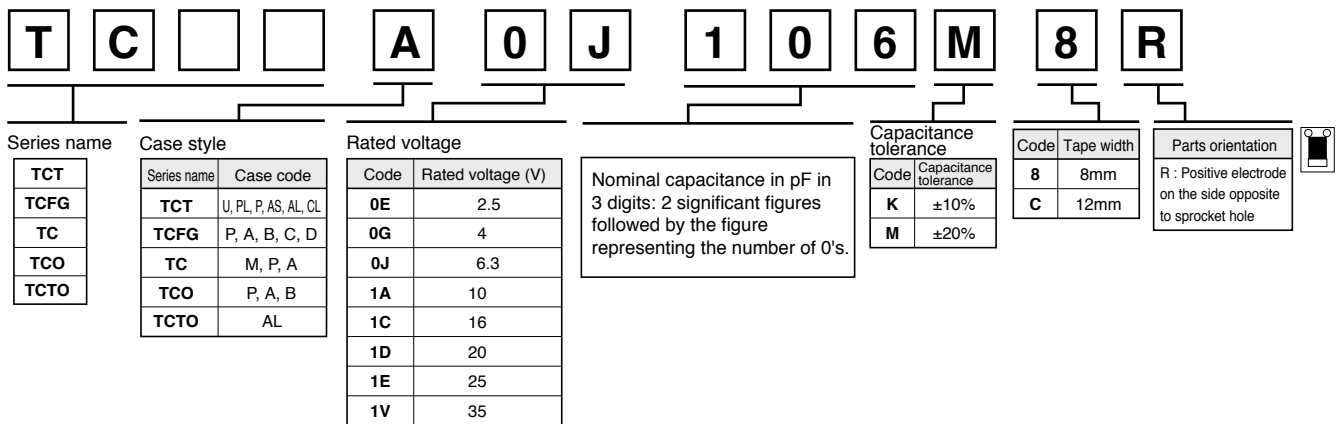 T C A 0 J 1 0 6 M 8 R
Series name
TCT
TCFG
TC
TCO
TCTO
Case style
Series name Case code
TCT U, PL, P, AS, AL, CL
TCFG P, A, B, C, D
TC M, P, A
TCO P, A, B
TCTO AL
Rated voltage
Code Rated voltage (V)
0E 2.5
0G 4
0J 6.3
1A 10
1C 16
1D 20
1E 25
1V 35
Nominal capacitance in pF in
3 digits: 2 significant figures
followed by the figure
representing the number of 0's.
Capacitance
tolerance
Code Capacitance
tolerance
K ±10%
M ±20%
Code Tape width
8 8mm
C 12mm
Parts orientation
R : Positive electrode
on the side opposite
to sprocket hole